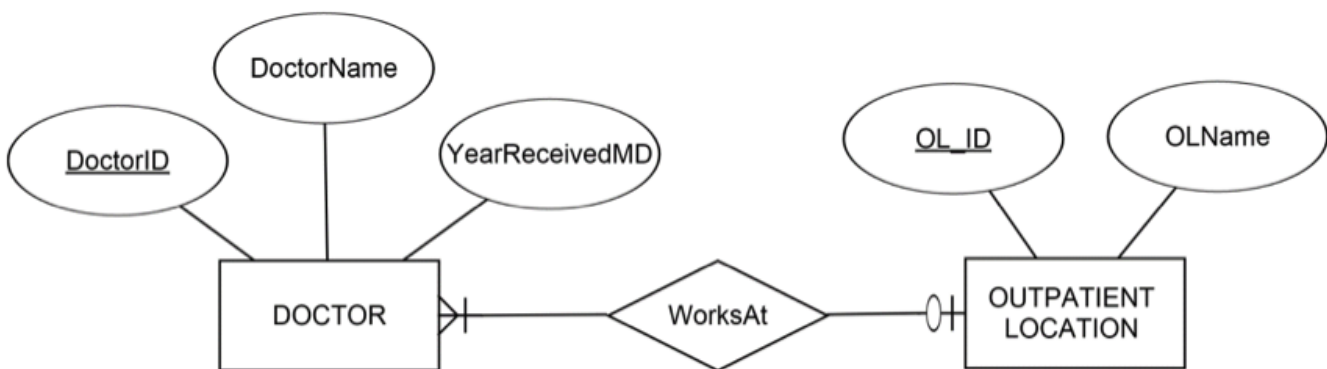 DoctorName
DoctorID
YearReceivedMD
OL_ID
OLName
DOCTOR
WorksAt
OUTPATIENT
LOCATION